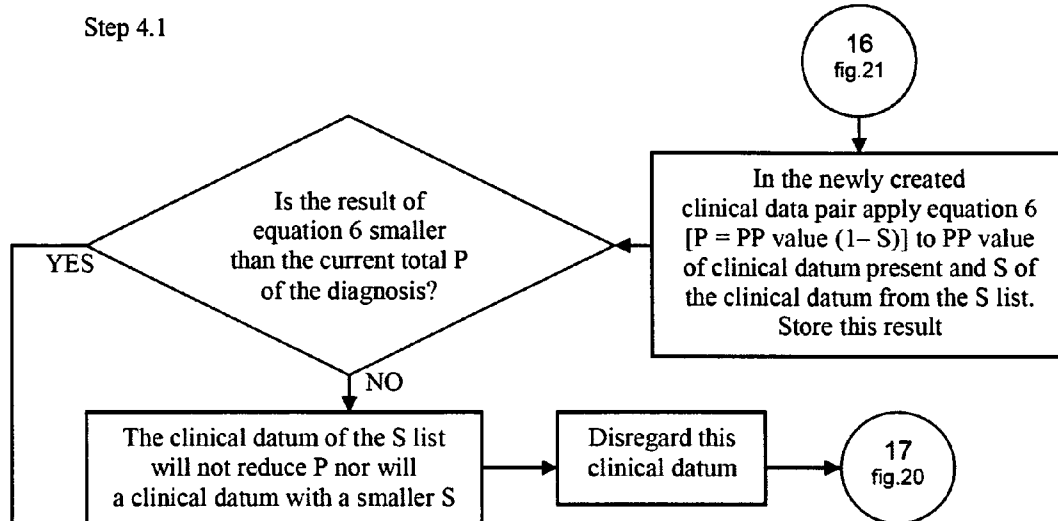 Step 4.1
16
fig.21
In the newly created
clinical data pair apply equation 6
[P = PP value (1– S)] to PP value
of clinical datum present and S of
the clinical datum from the S list.
Store this result
Is the result of
equation 6 smaller
than the current total P
of the diagnosis?
YES
NO
The clinical datum of the S list
will not reduce P nor will
a clinical datum with a smaller S
Disregard this
clinical datum
17
fig.20